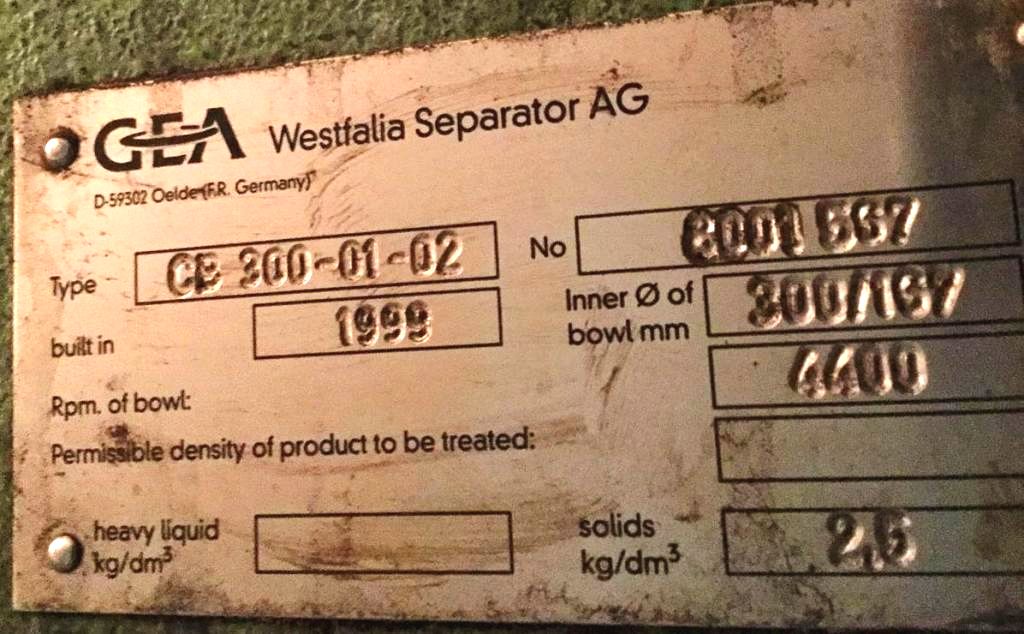 GEA Westfalia Separator AG
D-59302 Oelde (F.R. Germany)
Type CB 300-01-02 No 8001 567
built in 1999 Inner Ø of bowl mm 300/167
Rpm. of bowl: 4400
Permissible density of product to be treated:
heavy liquid kg/dm³ solids kg/dm³ 2,5